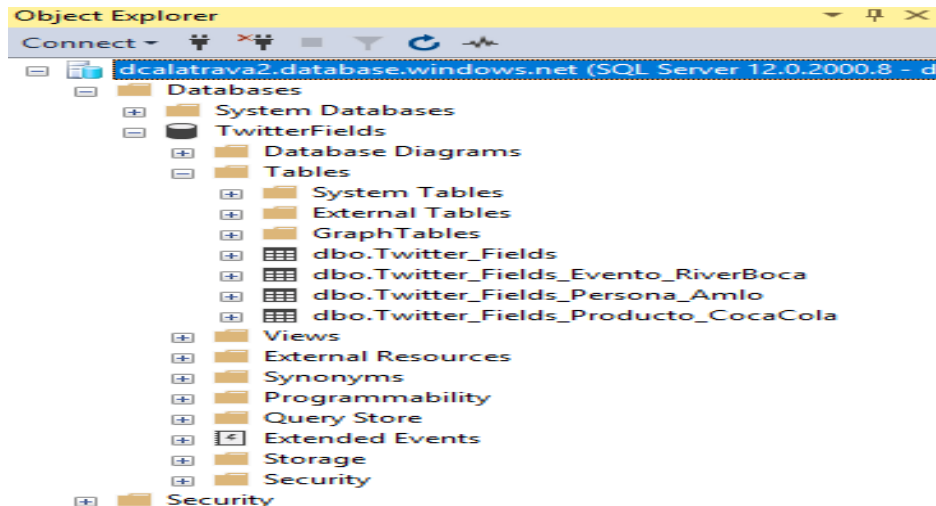 Object Explorer
Connect
dcalatrava2.database.windows.net (SQL Server 12.0.2000.8 - d
Databases
System Databases
TwitterFields
Database Diagrams
Tables
System Tables
External Tables
GraphTables
dbo.Twitter_Fields
dbo.Twitter_Fields_Evento_RiverBoca
dbo.Twitter_Fields_Persona_Amlo
dbo.Twitter_Fields_Producto_CocaCola
Views
External Resources
Synonyms
Programmability
Query Store
Extended Events
Storage
Security
Security